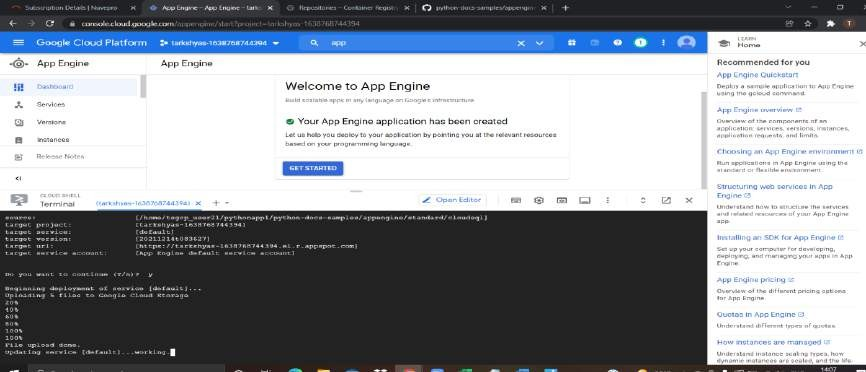 Subscription Details | Nuvepro
App Engine – App Engine – tarks
Repositories – Container Registry
python-docs-samples/appengin
console.cloud.google.com/appengine/start?project=tarkshyas-1638768744394
Google Cloud Platform
tarkshyas-1638768744394
app
1
T
App Engine
Dashboard
Services
Versions
Instances
Release Notes
App Engine
Welcome to App Engine
Build scalable apps in any language on Google's infrastructure
Your App Engine application has been created
Let us help you deploy to your application by pointing you at the relevant resources
based on your programming language.
GET STARTED
LEARN
Home
Recommended for you
App Engine Quickstart
Deploy a sample application to App Engine
using the gcloud command.
App Engine overview
Overview of the components of an
application: services, versions, instances,
application requests, and limits.
Choosing an App Engine environment
Run applications in App Engine using the
standard or flexible environment.
Structuring web services in App
Engine
Understand how to structure the services
and related resources of your App Engine
app.
Installing an SDK for App Engine
Set up your computer for developing,
deploying, and managing your apps in App
Engine.
App Engine pricing
Overview of the different pricing options
for App Engine.
Quotas in App Engine
Understand different types of quotas.
How instances are managed
Understand instance scaling types, how
dynamic instances are scaled, and the life-
CLOUD SHELL
Terminal
(tarkshyas-1638768744394)
Open Editor
source:
target project: [tarkshyas-1638768744394]
target service: [default]
target version: [20211214t083627]
target url: [https://tarkshyas-1638768744394.el.r.appspot.com]
target service account: [App Engine default service account]
Do you want to continue (Y/n)? y
Beginning deployment of service [default]...
Uploading 5 files to Google Cloud Storage
20%
40%
60%
80%
100%
100%
File upload done.
Updating service [default]...working.
14:07